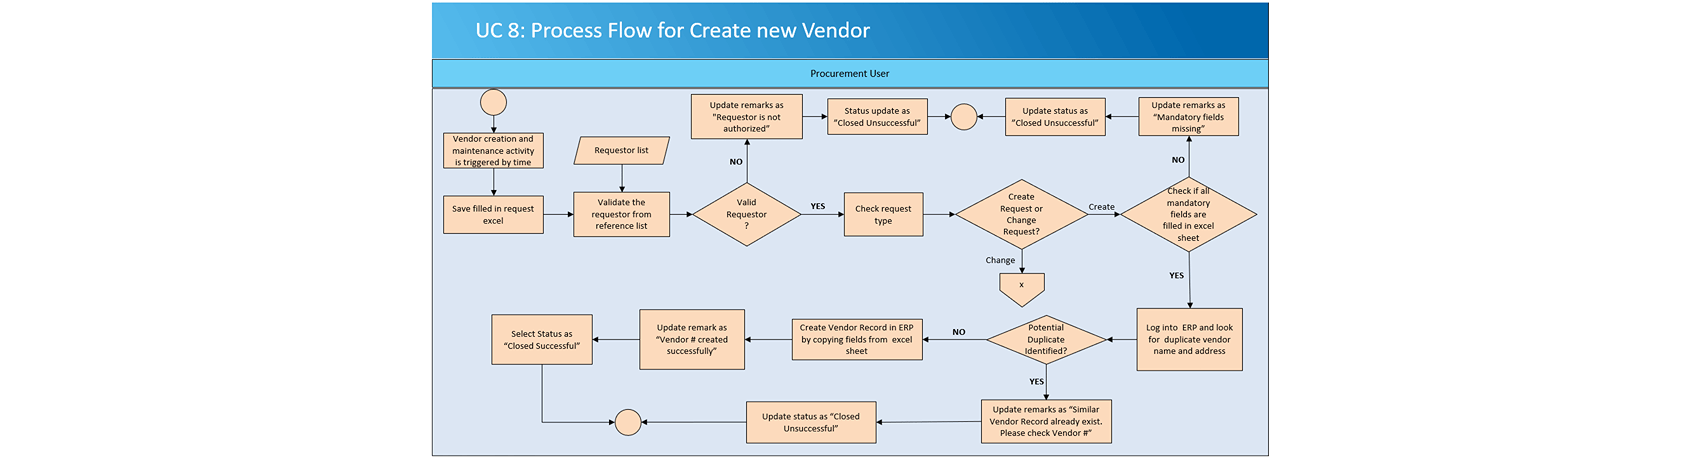 UC 8: Process Flow for Create new Vendor
Procurement User
Vendor creation and
maintenance activity
is triggered by time
Save filled in request
excel
Requestor list
Validate the
requestor from
reference list
Valid
Requestor
?
NO
Update remarks as
"Requestor is not
authorized”
Status update as
“Closed Unsuccessful”
YES
Check request
type
Create
Request or
Change
Request?
Change
x
Create
Check if all
mandatory
fields are
filled in excel
sheet
NO
Update remarks as
“Mandatory fields
missing”
Update status as
“Closed Unsuccessful”
YES
Log into ERP and look
for duplicate vendor
name and address
Potential
Duplicate
Identified?
NO
Create Vendor Record in ERP
by copying fields from excel
sheet
Update remark as
“Vendor # created
successfully”
Select Status as
“Closed Successful”
YES
Update remarks as “Similar
Vendor Record already exist.
Please check Vendor #”
Update status as “Closed
Unsuccessful”